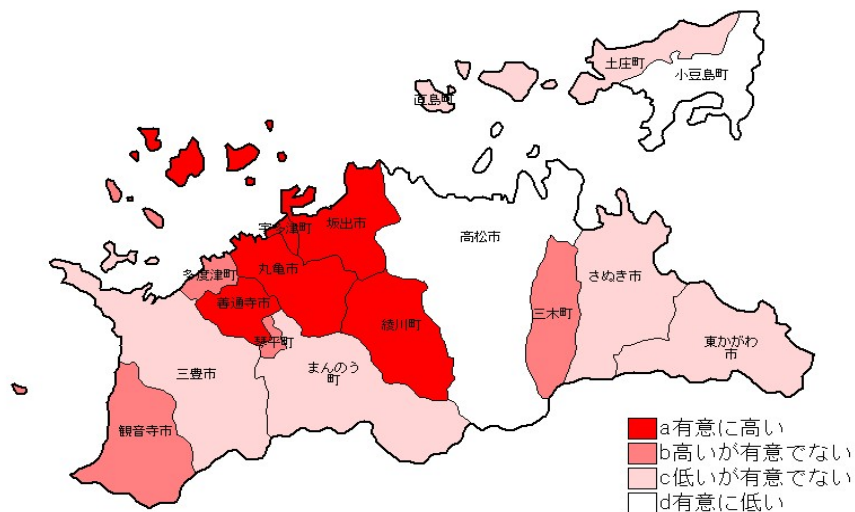 土庄町
小豆島町
直島町
宇多津町
坂出市
高松市
多度津町
丸亀市
さぬき市
善通寺市
綾川町
三木町
琴平町
東かがわ
市
三豊市
まんのう
町
観音寺市
a有意に高い
b高いが有意でない
c低いが有意でない
d有意に低い